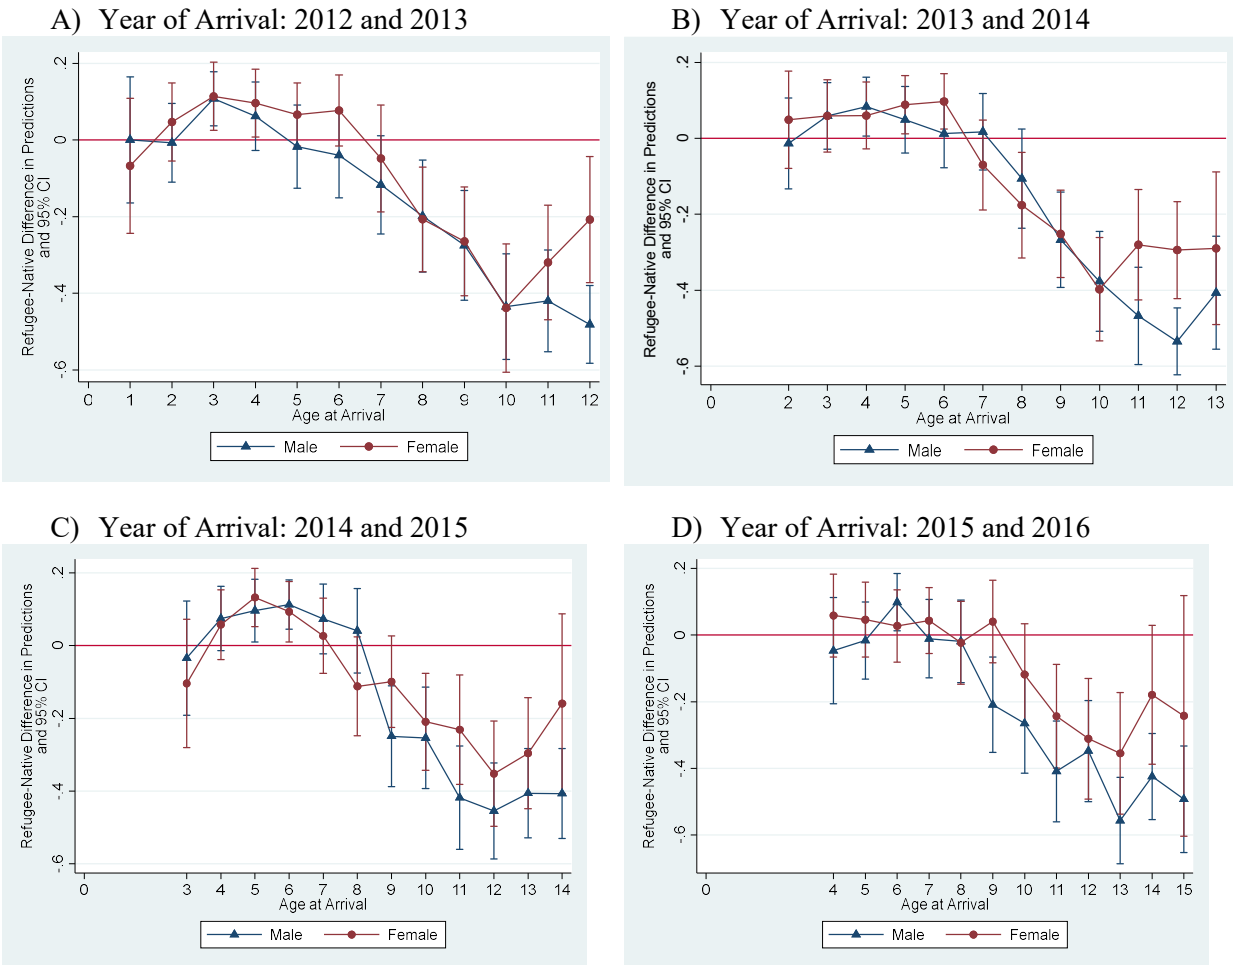 A) Year of Arrival: 2012 and 2013
Refugee-Native Difference in Predictions
and 95% CI
.2
0
-.2
-.4
-.6
0 1 2 3 4 5 6 7 8 9 10 11 12
Age at Arrival
Male Female
B) Year of Arrival: 2013 and 2014
Refugee-Native Difference in Predictions
and 95% CI
.2
0
-.2
-.4
-.6
0 2 3 4 5 6 7 8 9 10 11 12 13
Age at Arrival
Male Female
C) Year of Arrival: 2014 and 2015
Refugee-Native Difference in Predictions
and 95% CI
.2
0
-.2
-.4
-.6
0 3 4 5 6 7 8 9 10 11 12 13 14
Age at Arrival
Male Female
D) Year of Arrival: 2015 and 2016
Refugee-Native Difference in Predictions
and 95% CI
.2
0
-.2
-.4
-.6
0 4 5 6 7 8 9 10 11 12 13 14 15
Age at Arrival
Male Female